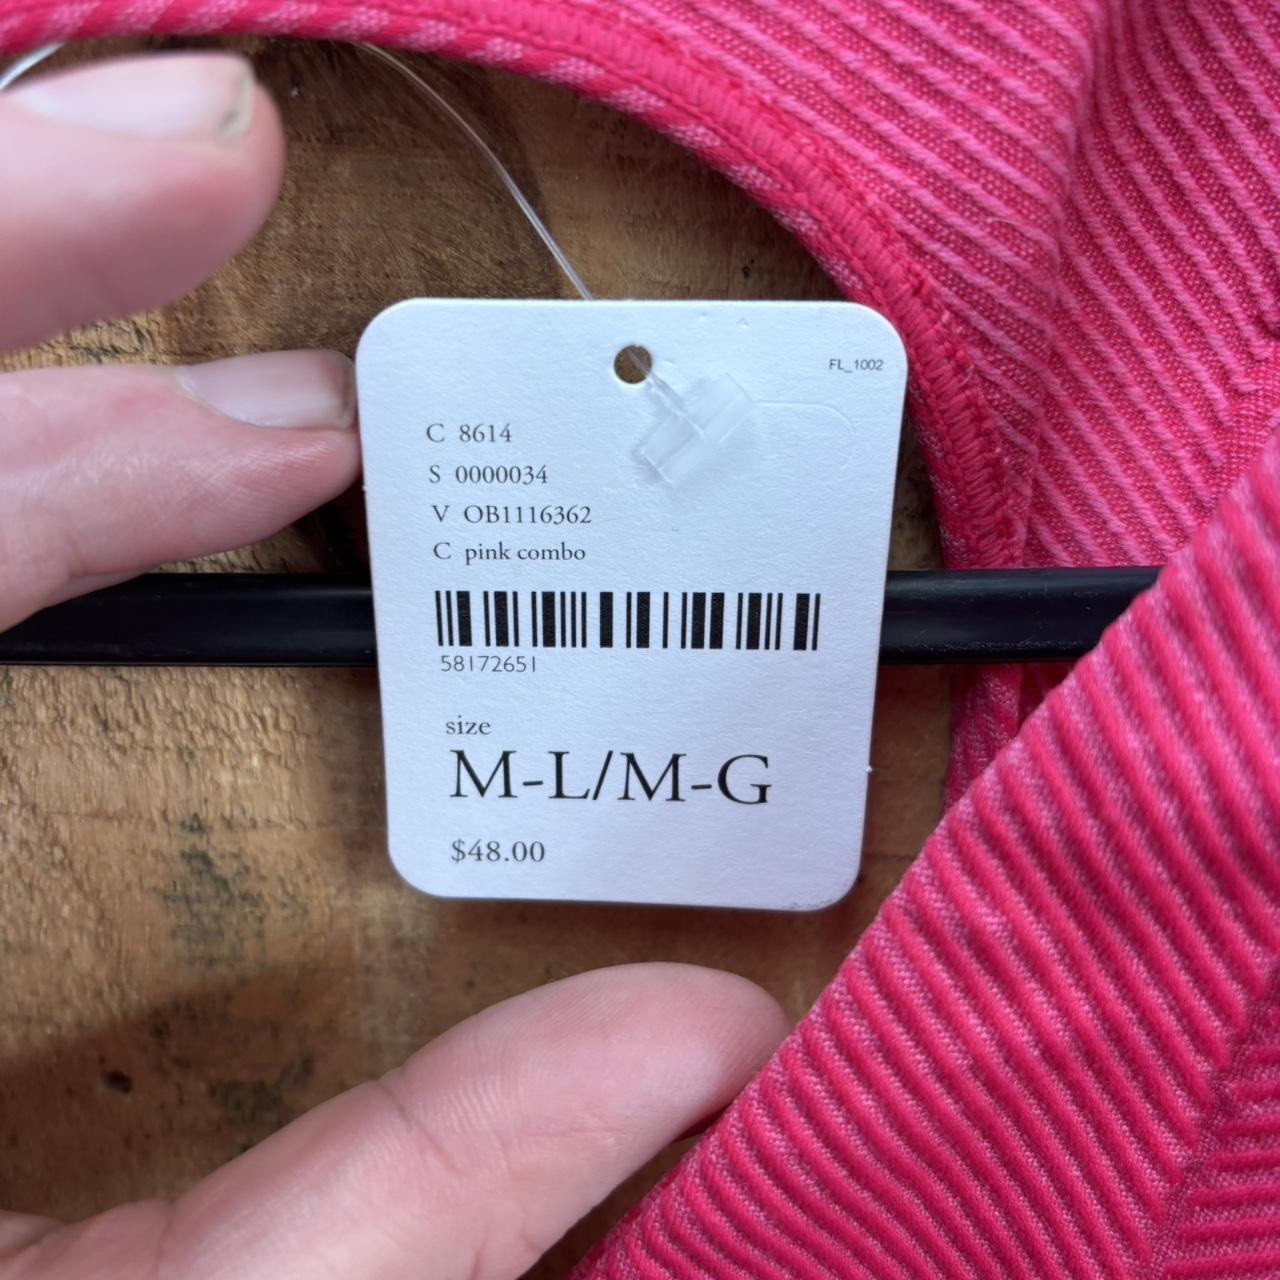 FL_1002
C 8614
S 0000034
V OB1116362
C pink combo
58172651
size
M-L/M-G
$48.00